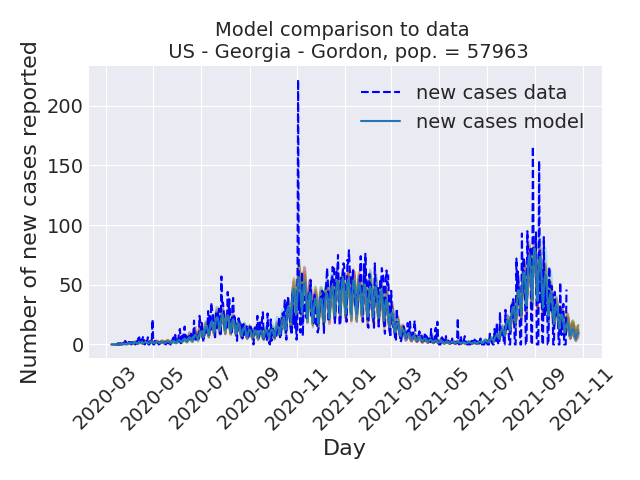 Model comparison to data
US - Georgia - Gordon, pop. = 57963
Number of new cases reported
200
150
100
50
0
new cases data
new cases model
2020-03
2020-05
2020-07
2020-09
2020-11
2021-01
2021-03
2021-05
2021-07
2021-09
2021-11
Day